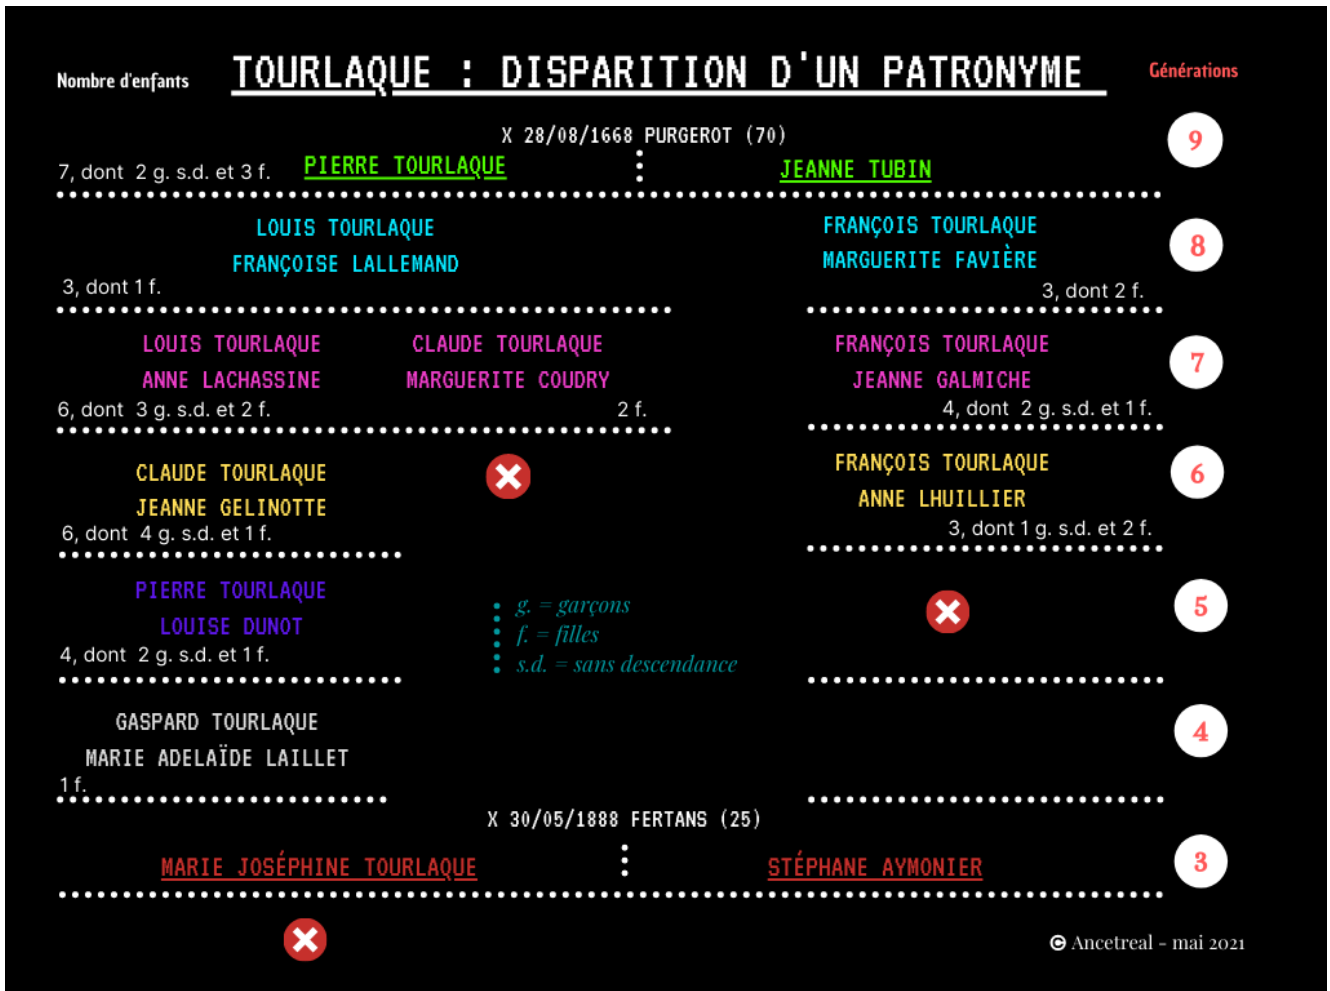 Nombre d'enfants
TOURLAQUE : DISPARITION D'UN PATRONYME
Générations
X 28/08/1668 PURGEROT (70)
9
7, dont 2 g. s.d. et 3 f.
PIERRE TOURLAQUE
JEANNE TUBIN
LOUIS TOURLAQUE
FRANÇOISE LALLEMAND
3, dont 1 f.
FRANÇOIS TOURLAQUE
MARGUERITE FAVIÈRE
3, dont 2 f.
8
LOUIS TOURLAQUE
ANNE LACHASSINE
6, dont 3 g. s.d. et 2 f.
CLAUDE TOURLAQUE
MARGUERITE COUDRY
2 f.
FRANÇOIS TOURLAQUE
JEANNE GALMICHE
4, dont 2 g. s.d. et 1 f.
7
CLAUDE TOURLAQUE
JEANNE GELINOTTE
6, dont 4 g. s.d. et 1 f.
FRANÇOIS TOURLAQUE
ANNE LHUILLIER
3, dont 1 g. s.d. et 2 f.
6
PIERRE TOURLAQUE
LOUISE DUNOT
4, dont 2 g. s.d. et 1 f.
g. = garçons
f. = filles
s.d. = sans descendance
5
GASPARD TOURLAQUE
MARIE ADELAÏDE LAILLET
1 f.
4
X 30/05/1888 FERTANS (25)
MARIE JOSÉPHINE TOURLAQUE
STÉPHANE AYMONIER
3
© Ancetreal - mai 2021